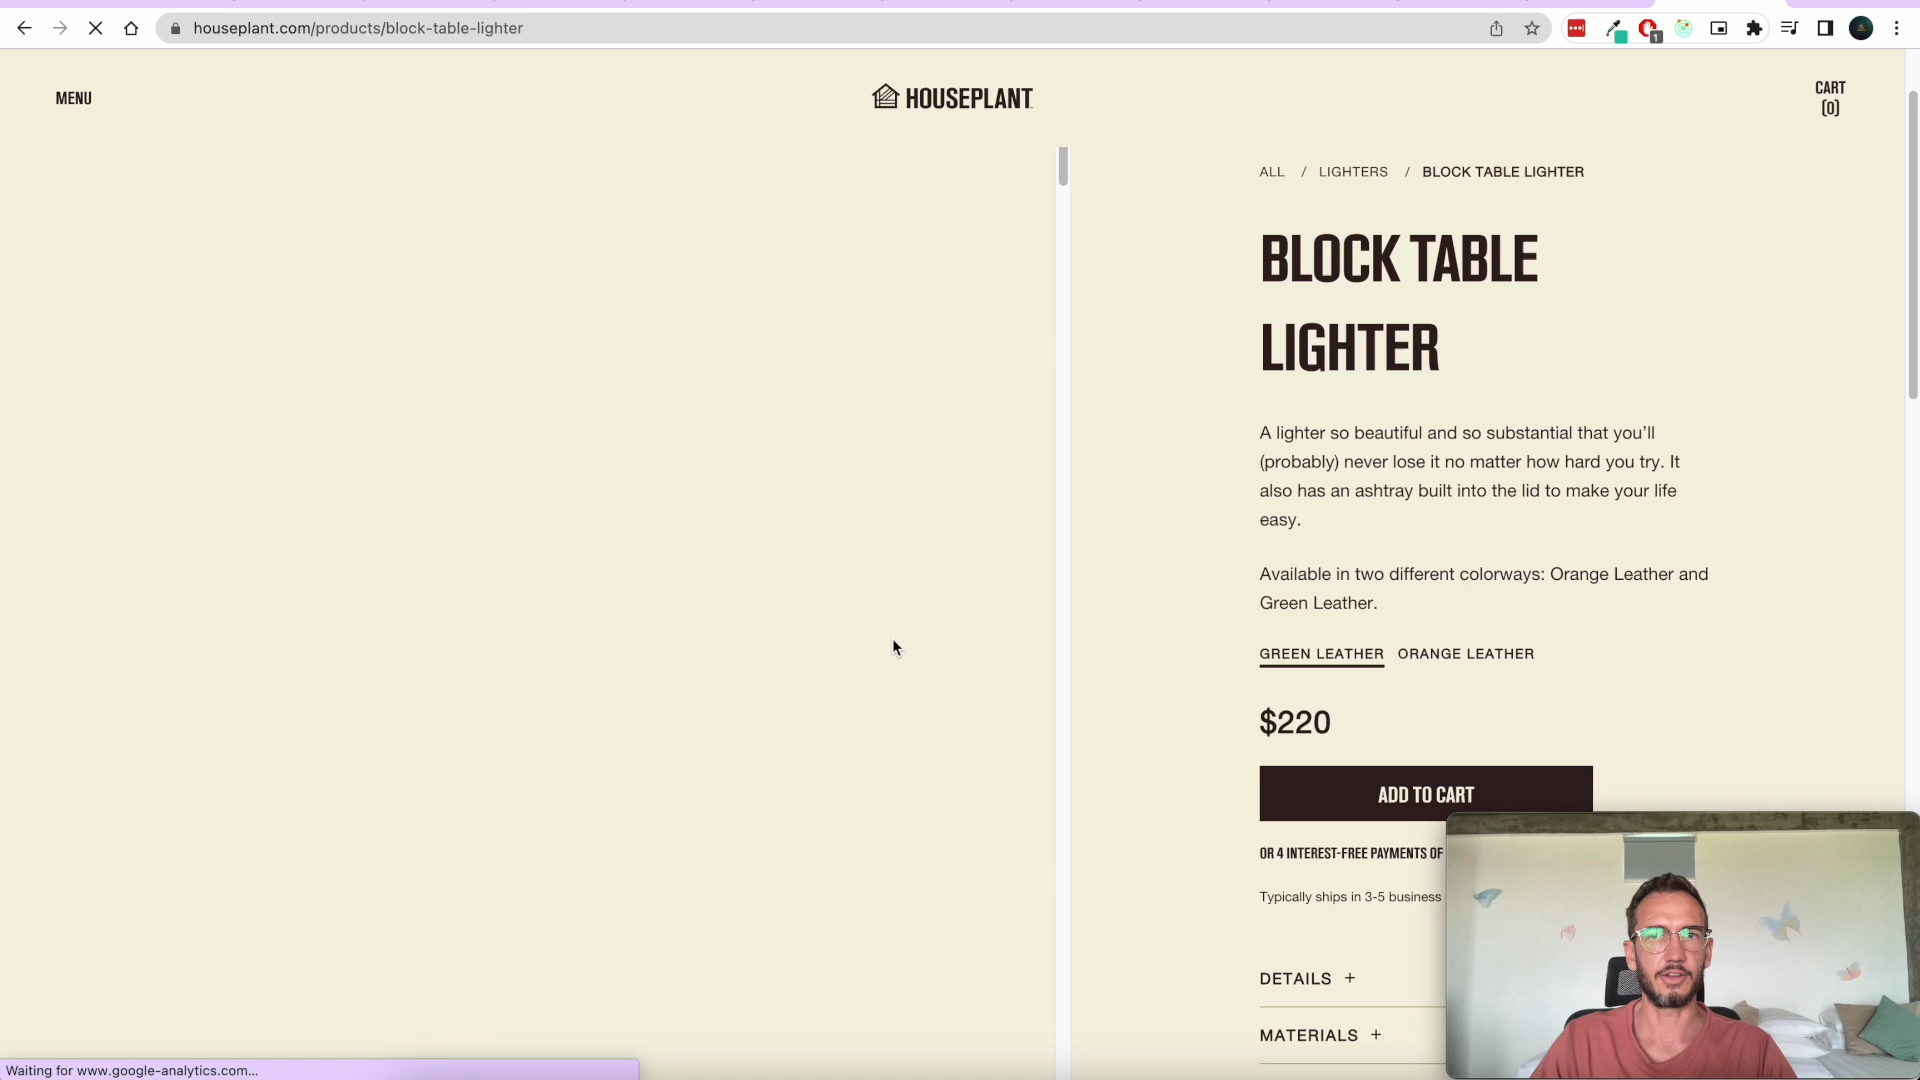 houseplant.com/products/block-table-lighter
1
MENU
HOUSEPLANT
CART
(0)
ALL / LIGHTERS / BLOCK TABLE LIGHTER
BLOCK TABLE
LIGHTER
A lighter so beautiful and so substantial that you’ll
(probably) never lose it no matter how hard you try. It
also has an ashtray built into the lid to make your life
easy.
Available in two different colorways: Orange Leather and
Green Leather.
GREEN LEATHER ORANGE LEATHER
$220
ADD TO CART
OR 4 INTEREST-FREE PAYMENTS OF
Typically ships in 3-5 business
DETAILS +
MATERIALS +
Waiting for www.google-analytics.com...